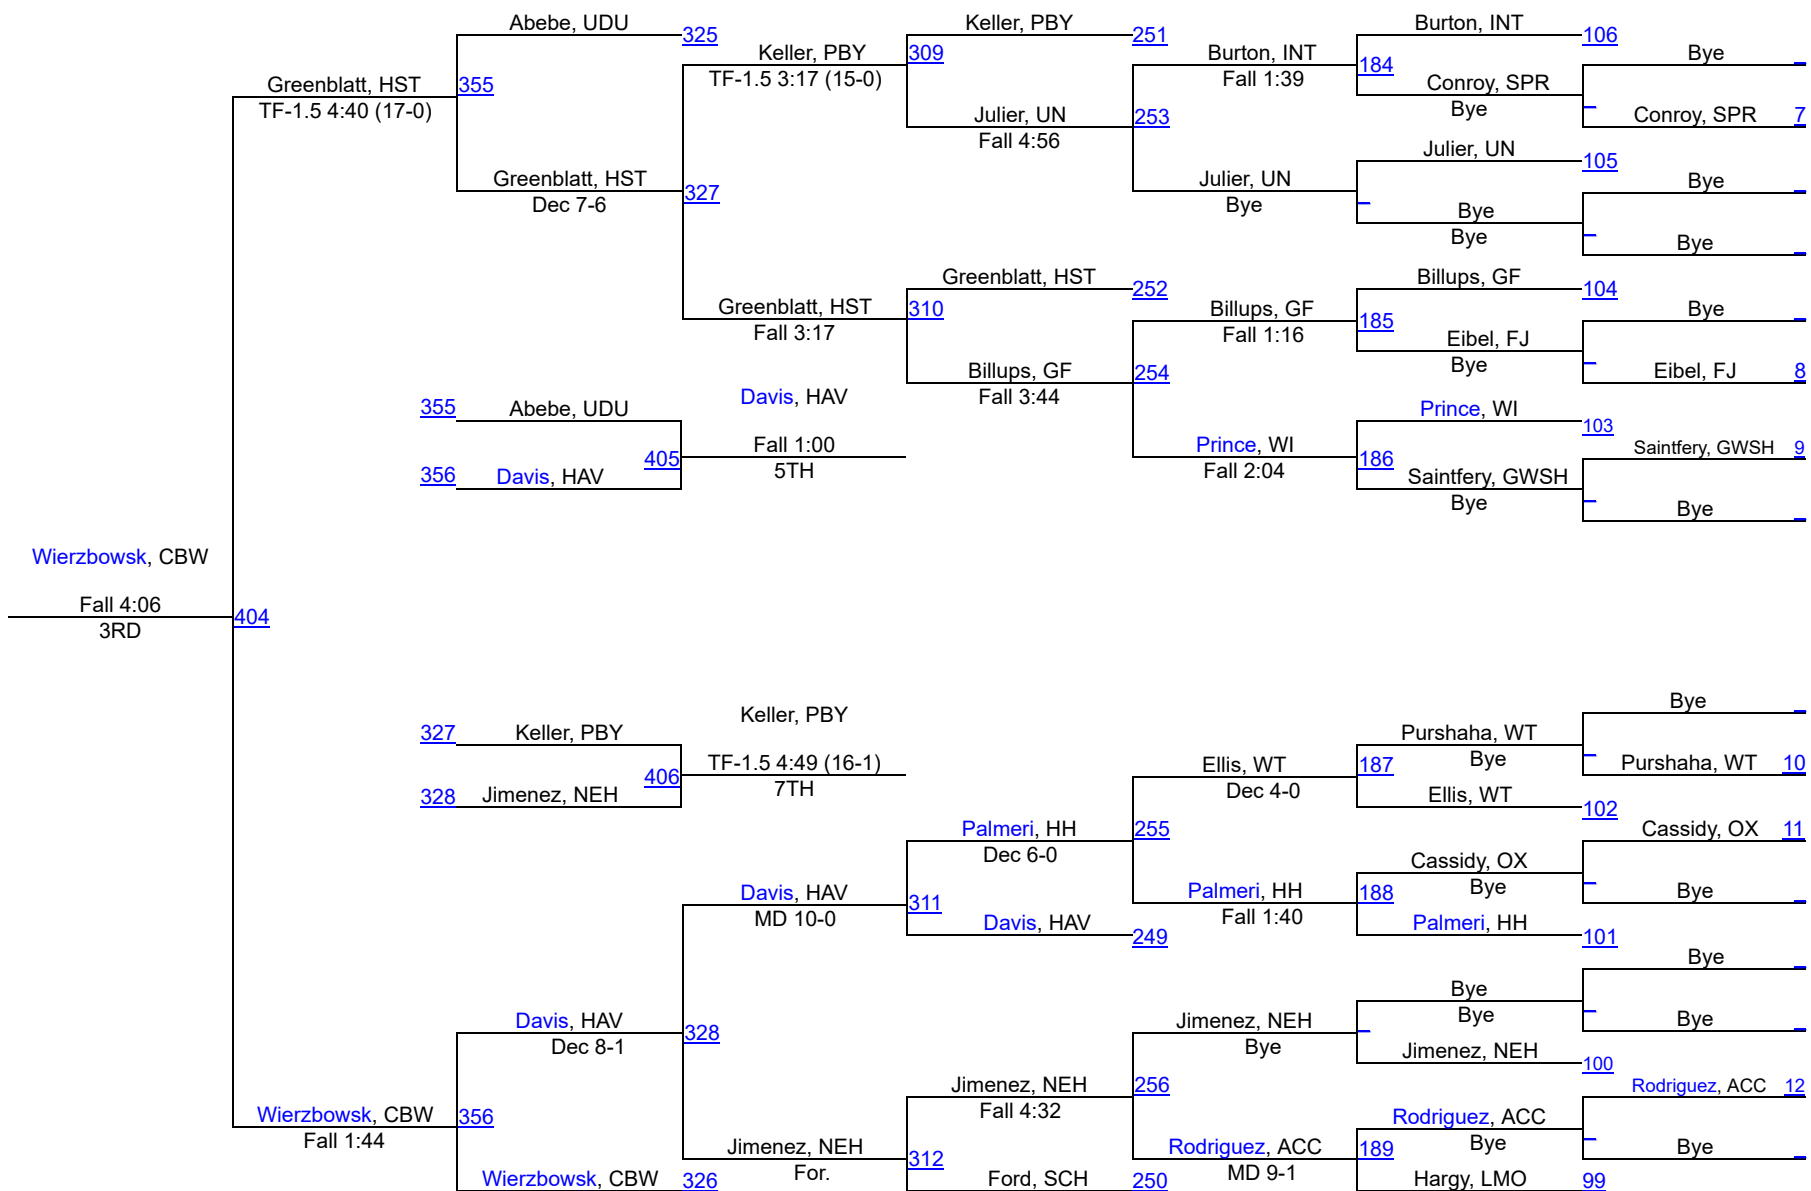 Abebe, UDU 325
Keller, PBY 251
Burton, INT 106
Greenblatt, HST 355
TF-1.5 4:40 (17-0)
Keller, PBY 309
TF-1.5 3:17 (15-0)
Burton, INT 184
Fall 1:39
Bye
Conroy, SPR
Bye
Conroy, SPR 7
Julier, UN 253
Fall 4:56
Julier, UN 105
Greenblatt, HST 327
Dec 7-6
Julier, UN
Bye
Bye
Bye
Bye
Bye
Greenblatt, HST 252
Billups, GF 104
Greenblatt, HST 310
Fall 3:17
Billups, GF 185
Fall 1:16
Bye
Eibel, FJ
Bye
Eibel, FJ 8
Billups, GF 254
Fall 3:44
355 Abebe, UDU
356 Davis, HAV
405
Davis, HAV
Fall 1:00
5TH
Prince, WI 103
Prince, WI 186
Fall 2:04
Saintfery, GWSH 9
Saintfery, GWSH
Bye
Bye
Wierzbowsk, CBW
Fall 4:06
3RD
404
327 Keller, PBY
328 Jimenez, NEH
406
Keller, PBY
TF-1.5 4:49 (16-1)
7TH
Bye
Purshaha, WT
Bye
Purshaha, WT 10
Ellis, WT 187
Dec 4-0
Ellis, WT 102
Palmeri, HH 255
Dec 6-0
Cassidy, OX 11
Cassidy, OX
Bye
Bye
Davis, HAV 311
MD 10-0
Palmeri, HH 188
Fall 1:40
Davis, HAV 249
Palmeri, HH 101
Bye
Bye
Bye
Bye
Davis, HAV 328
Dec 8-1
Jimenez, NEH
Bye
Jimenez, NEH 100
Jimenez, NEH 256
Fall 4:32
Rodriguez, ACC 12
Wierzbowsk, CBW 356
Fall 1:44
Rodriguez, ACC
Bye
Bye
Jimenez, NEH 312
For.
Rodriguez, ACC 189
MD 9-1
Wierzbowsk, CBW 326
Ford, SCH 250
Hargy, LMO 99